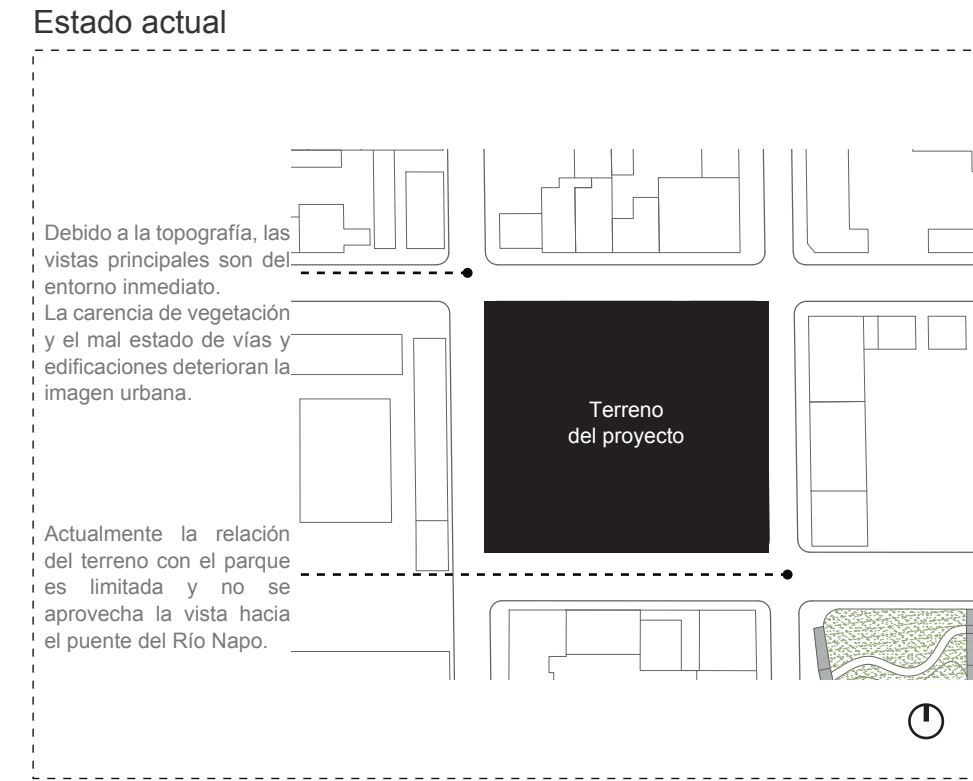 Estado actual
Debido a la topografía, las
vistas principales son del
entorno inmediato.
La carencia de vegetación
y el mal estado de vías y
edificaciones deterioran la
imagen urbana.
Terreno
del proyecto
Actualmente la relación
del terreno con el parque
es limitada y no se
aprovecha la vista hacia
el puente del Río Napo.